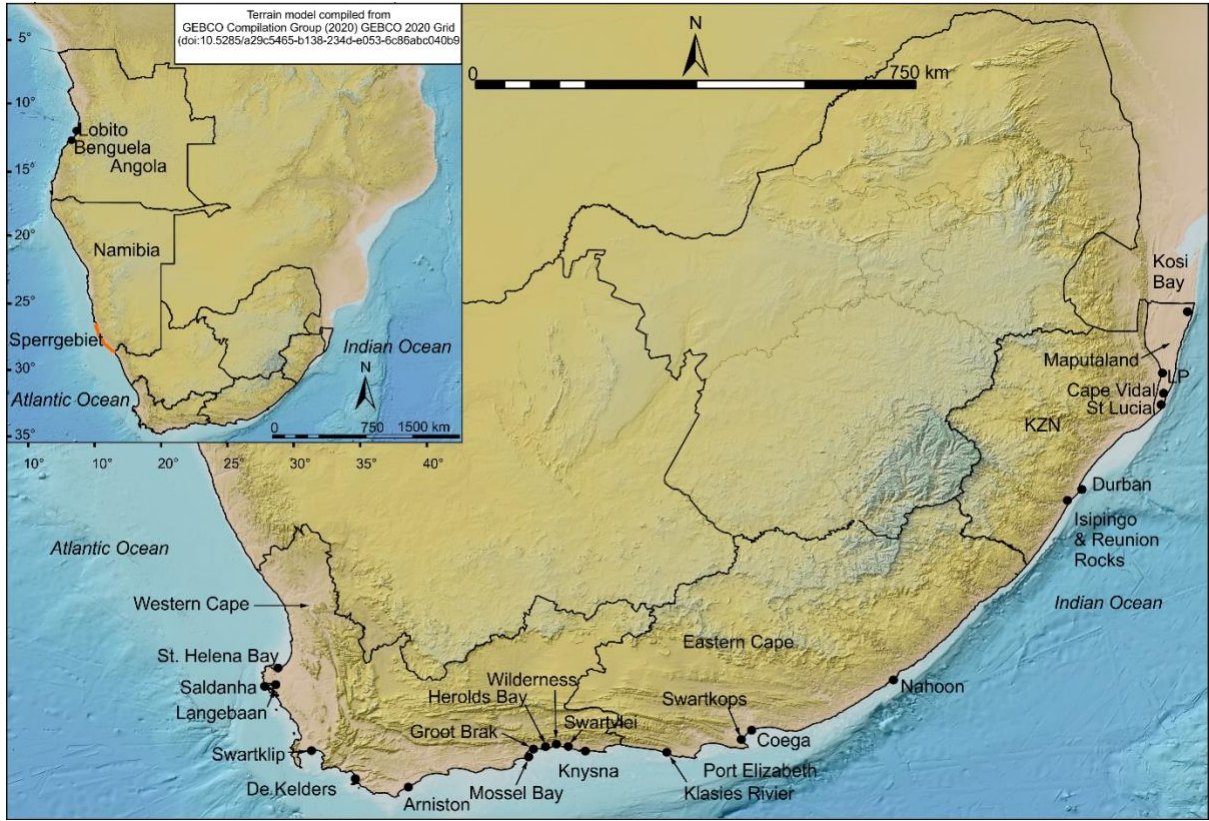 Terrain model compiled from
GEBCO Compilation Group (2020) GEBCO 2020 Grid
(doi:10.5285/a29c5465-b138-234d-e053-6c86abc040b9
5°
10°
15°
20°
25°
30°
35°
Lobito
Benguela
Angola
Namibia
Sperrgebiet
Indian Ocean
Atlantic Ocean
N
0 750 1500 km
10° 15° 20° 25° 30° 35° 40°
N
0 750 km
Kosi
Bay
Maputaland
LP
Cape Vidal
St Lucia
KZN
Durban
Isipingo
& Reunion
Rocks
Indian Ocean
Atlantic Ocean
Western Cape
Eastern Cape
St. Helena Bay
Saldanha
Langebaan
Swartklip
De Kelders
Arniston
Wilderness
Herolds Bay
Groot Brak
Swartvlei
Mossel Bay
Knysna
Swartkops
Nahoon
Coega
Port Elizabeth
Klasies Rivier